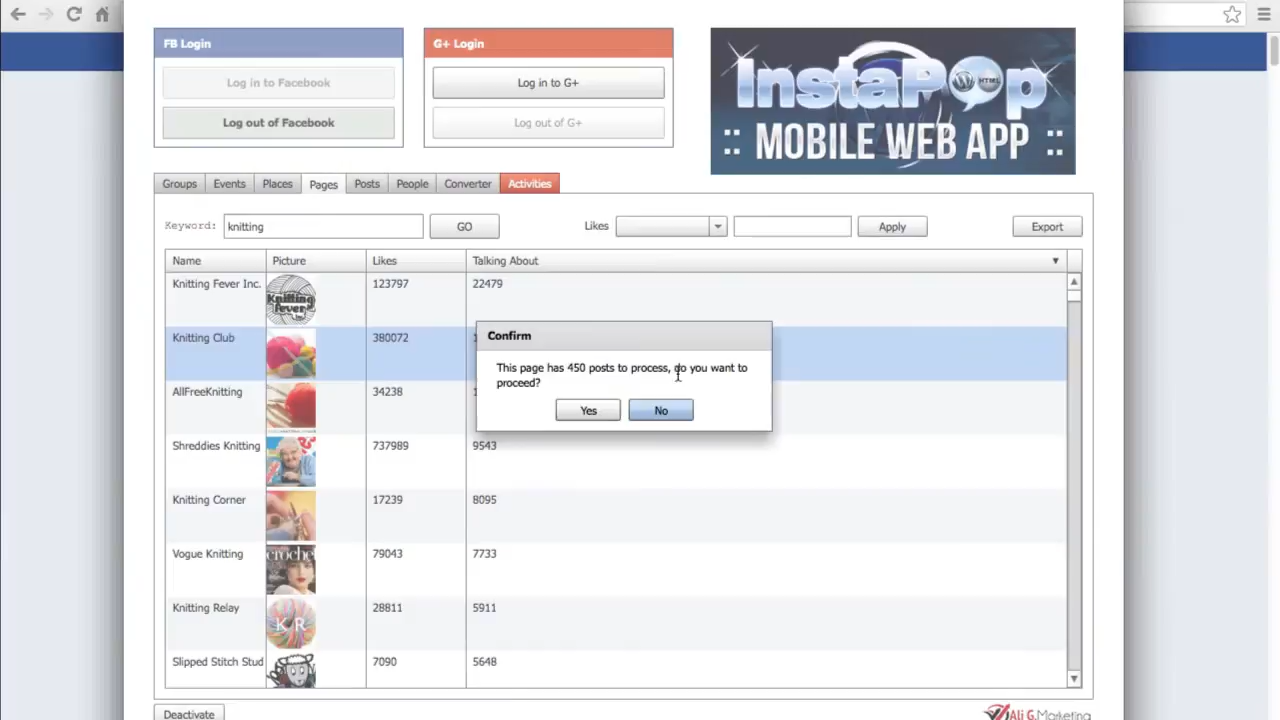 FB Login
Log in to Facebook
Log out of Facebook
G+ Login
Log in to G+
Log out of G+
InstaPop
W HTML
:: MOBILE WEB APP ::
Groups Events Places Pages Posts People Converter Activities
Keyword: knitting GO Likes Apply Export
Name Picture Likes Talking About
Knitting Fever Inc. Knitting fever 123797 22479
Knitting Club 380072
AllFreeKnitting 34238
Shreddies Knitting 737989 9543
Knitting Corner 17239 8095
Vogue Knitting crochet 79043 7733
Knitting Relay K R 28811 5911
Slipped Stitch Stud 7090 5648
Confirm
This page has 450 posts to process, do you want to
proceed?
Yes No
Deactivate
Ali G.Marketing